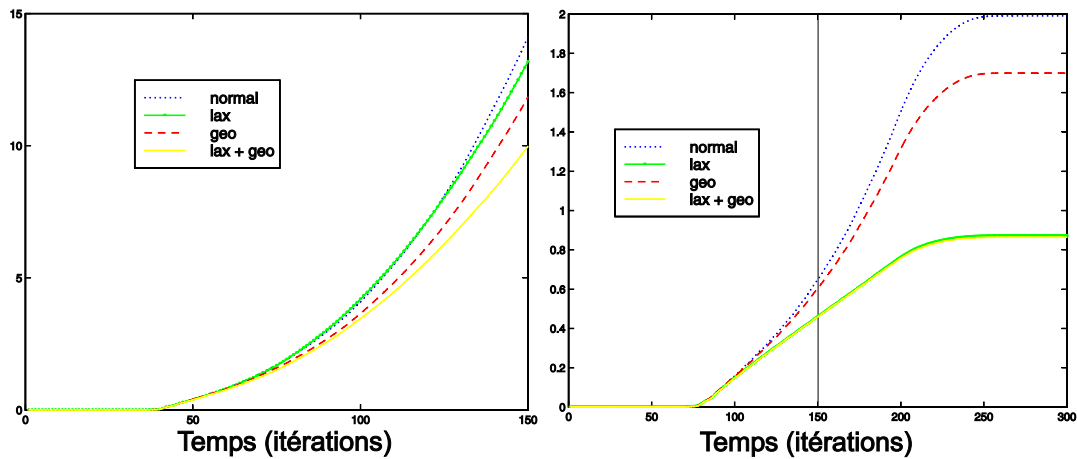 15
10
5
0
normal
lax
geo
lax + geo
0 50 100 150
Temps (itérations)
2
1.8
1.6
1.4
1.2
1
0.8
0.6
0.4
0.2
0
normal
lax
geo
lax + geo
0 50 100 150 200 250 300
Temps (itérations)